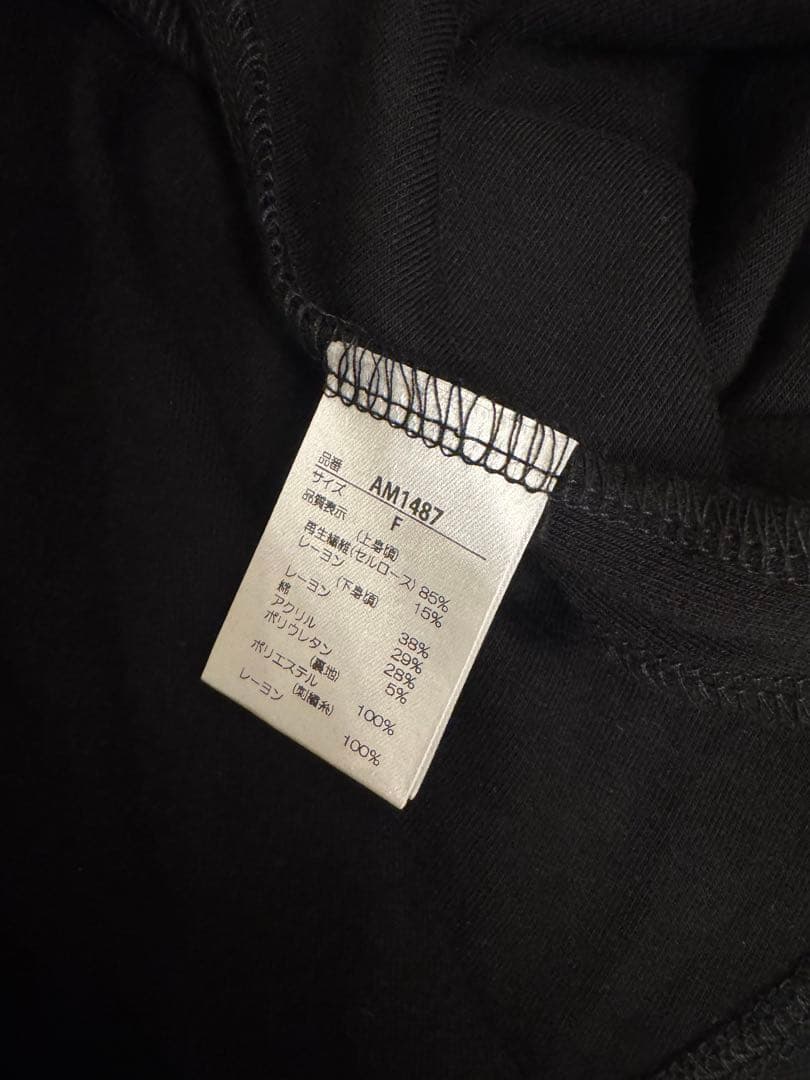 品番 AM1487
サイズ F
品質表示
(上身頃)
再生繊維(セルロース) 85%
レーヨン 15%
(下身頃)
レーヨン 38%
綿 29%
アクリル 28%
ポリウレタン 5%
(裏地)
ポリエステル 100%
(刺繍糸)
レーヨン 100%